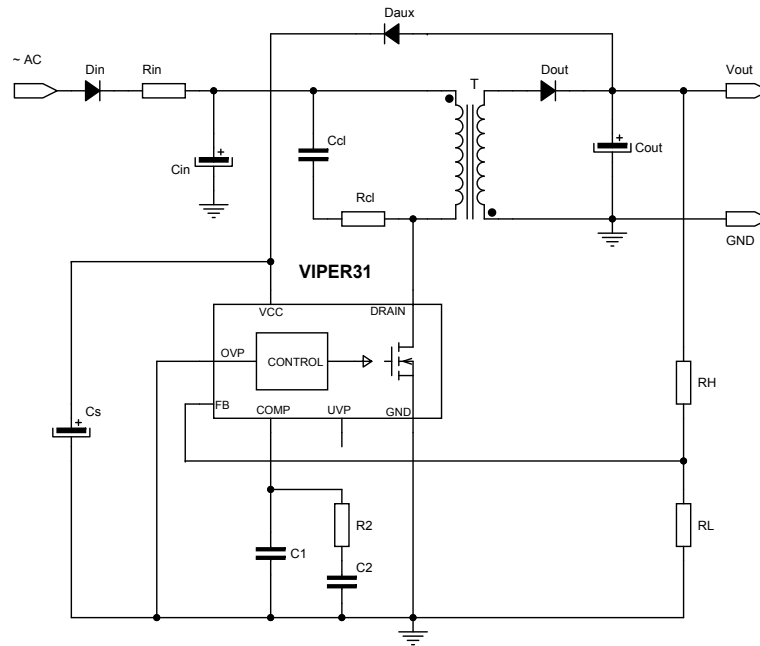 Daux
~ AC
Din
Rin
T
Dout
Vout
+
Cin
Ccl
+
Cout
Rcl
GND
VIPER31
VCC
DRAIN
OVP
CONTROL
RH
FB
COMP
UVP
GND
Cs
+
R2
RL
C1
C2